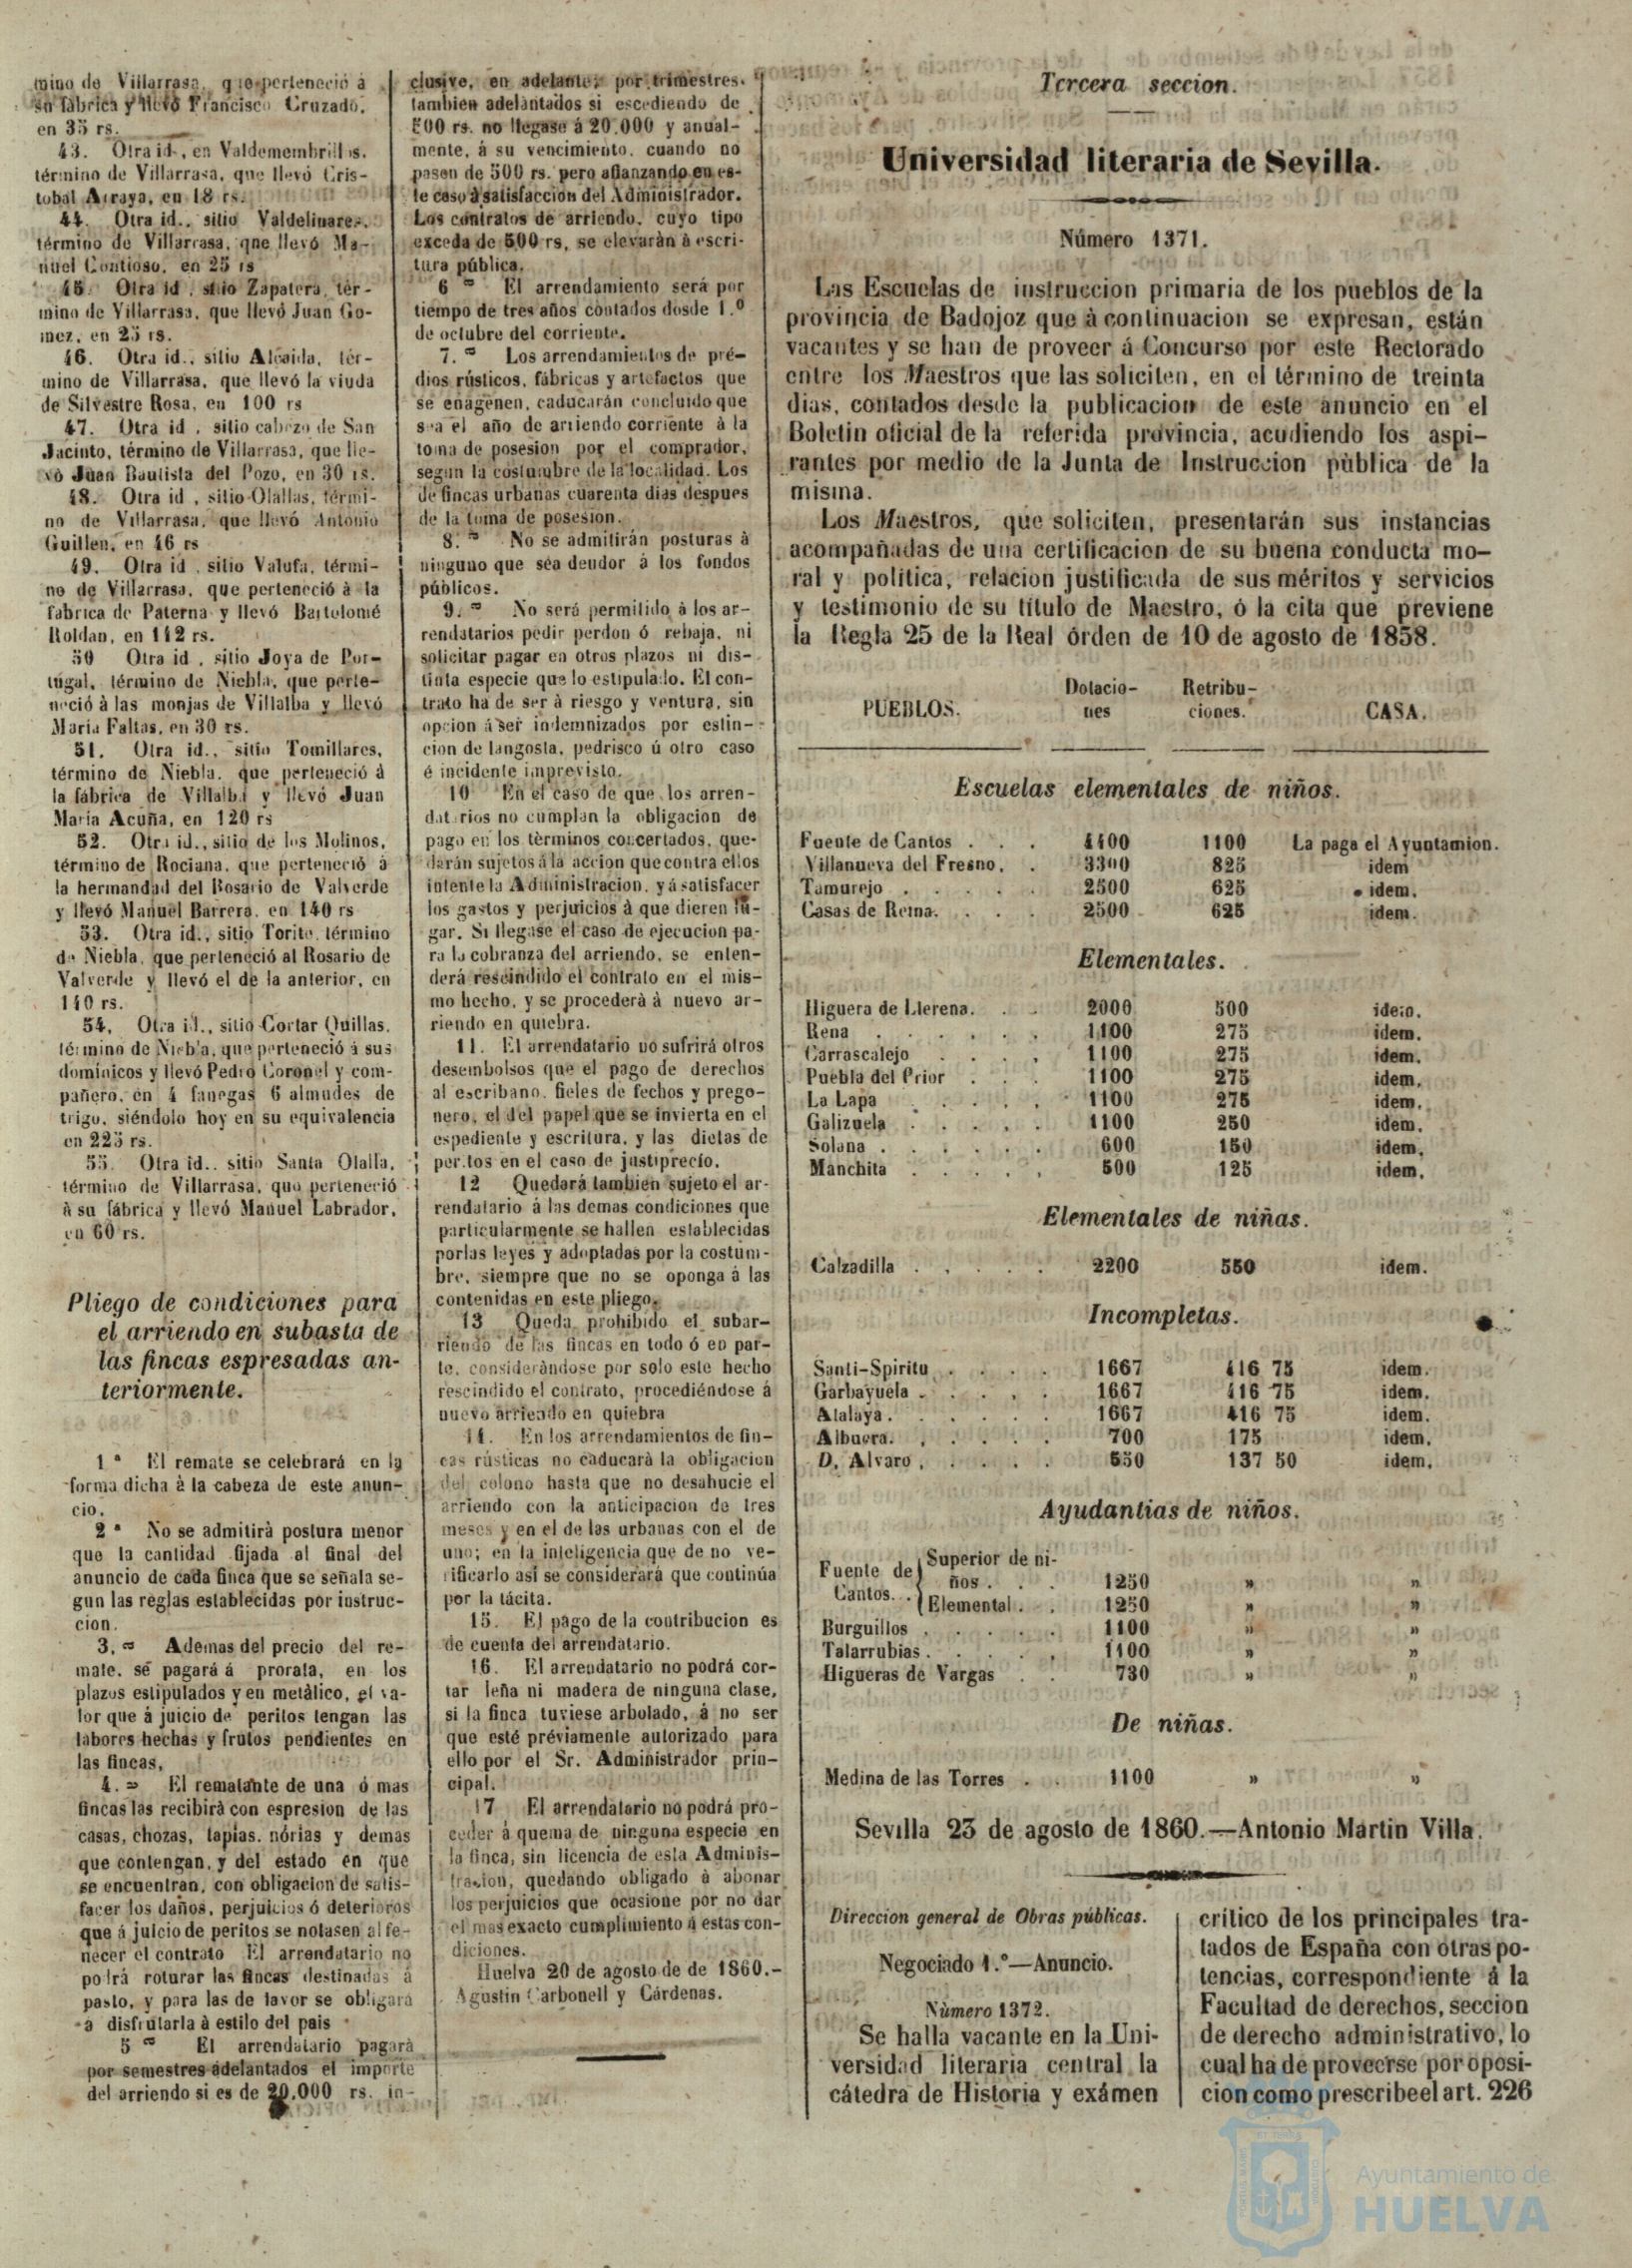 mino de Villarrasa, que perteneció á
su fàbrica y llevó Francisco Cruzado,
en 35 rs.
43. Otra id., en Valdemembrillos,
término de Villarrasa, que llevó Cris-
tobal Arraya, en 18 rs.
44. Otra id., sitio Valdelinares,
término de Villarrasa, que llevó Ma-
nuel Contioso, en 25 rs
45. Otra id , sitio Zapatera, tér-
mino de Villarrasa, que llevó Juan Go-
mez, en 25 rs.
46. Otra id., sitio Alcaida, tér-
mino de Villarrasa, que llevó la viuda
de Silvestre Rosa, en 100 rs
47. Otra id , sitio cabezo de San
Jacinto, término de Villarrasa, que lle-
vó Juan Bautista del Pozo, en 30 rs.
48. Otra id , sitio Olallas, térmi-
no de Villarrasa, que llevó Antonio
Guillen, en 46 rs
49. Otra id , sitio Valufa, térmi-
no de Villarrasa, que perteneció à la
fabrica de Paterna y llevó Bartolomé
Roldan, en 112 rs.
50 Otra id , sitio Joya de Por-
tugal, término de Niebla, que perte-
neció à las monjas de Villalba y llevó
María Faltas, en 30 rs.
51. Otra id., sitio Tomillares,
término de Niebla, que perteneció à
la fábrica de Villalba y llevó Juan
María Acuña, en 120 rs
52. Otra id., sitio de los Molinos,
término de Rociana, que perteneció à
la hermandad del Rosario de Valverde
y llevó Manuel Barrera, en 140 rs
53. Otra id., sitio Torite, término
de Niebla, que perteneció al Rosario de
Valverde y llevó el de la anterior, en
140 rs.
54, Otra id., sitio Cortar Quillas,
término de Niebla, que perteneció á sus
dominicos y llevó Pedro Coronel y com-
pañero, en 4 fanegas 6 almudes de
trigo, siéndolo hoy en su equivalencia
en 225 rs.
55. Otra id.. sitio Santa Olalla,
término de Villarrasa, que perteneció
à su fábrica y llevó Manuel Labrador,
en 60 rs.
Pliego de condiciones para
el arriendo en subasta de
las fincas espresadas an-
teriormente.
1 ª El remate se celebrará en la
forma dicha à la cabeza de este anun-
cio.
2 ª No se admitirà postura menor
que la cantidad fijada al final del
anuncio de cada finca que se señala se-
gun las reglas establecidas por instruc-
cion.
3.ª Ademas del precio del re-
mate, se pagará á prorata, en los
plazos estipulados y en metàlico, el va-
lor que à juicio de peritos tengan las
labores hechas y frutos pendientes en
las fincas,
4.ª El rematante de una ó mas
fincas las recibirà con espresion de las
casas, chozas, tapias, nórias y demas
que contengan, y del estado en que
se encuentran, con obligacion de satis-
facer los daños, perjuicios ó deterioros
que á juicio de peritos se notasen al fe-
necer el contrato El arrendatario no
podrá roturar las fincas destinadas á
pasto, y para las de lavor se obligará
a disfrutarla à estilo del pais
5 ª El arrendatario pagarà
por semestres adelantados el importe
del arriendo si es de 20,000 rs. in-
clusive, en adelante; por trimestres,
tambien adelantados si escediendo de
500 rs. no llegase á 20.000 y anual-
mente, á su vencimiento, cuando no
pasen de 500 rs. pero afianzando en es-
te caso à satisfaccion del Administrador.
Los contratos de arriendo, cuyo tipo
exceda de 500 rs, se elevaràn à escri-
tura pública.
6 ª El arrendamiento será por
tiempo de tres años contados desde 1.º
de octubre del corriente.
7.ª Los arrendamientos de pré-
dios rústicos, fábricas y artefactos que
se enagenen, caducarán concluido que
sea el año de arriendo corriente à la
toma de posesion por el comprador,
segun la costumbre de la localidad. Los
de fincas urbanas cuarenta dias despues
de la toma de posesion.
8.ª No se admitirán posturas à
ninguno que sea deudor á los fondos
públicos.
9.ª No será permitido à los ar-
rendatarios pedir perdon ó rebaja, ni
solicitar pagar en otros plazos ni dis-
tinta especie que lo estipulado. El con-
trato ha de ser à riesgo y ventura, sin
opcion á ser indemnizados por estin-
cion de langosta, pedrisco ú otro caso
é incidente imprevisto.
10 En el caso de que los arren-
datarios no cumplan la obligacion de
pago en los tèrminos concertados, que-
darán sujetos á la accion que contra ellos
intente la Administracion, y á satisfacer
los gastos y perjuicios à que dieren lu-
gar. Si llegase el caso de ejecucion pa-
ra la cobranza del arriendo, se enten-
derá rescindido el contrato en el mis-
mo hecho, y se procederà à nuevo ar-
riendo en quiebra.
11. El arrendatario no sufrirá otros
desembolsos que el pago de derechos
al escribano, fieles de fechos y prego-
nero, el del papel que se invierta en el
espediente y escritura, y las dietas de
peritos en el caso de justiprecio.
12 Quedará tambien sujeto el ar-
rendatario á las demas condiciones que
particularmente se hallen establecidas
por las leyes y adoptadas por la costum-
bre, siempre que no se oponga á las
contenidas en este pliego.
13 Queda prohibido el subar-
riendo de las fincas en todo ó en par-
te, consideràndose por solo este hecho
rescindido el contrato, procediéndose á
nuevo arriendo en quiebra
14. En los arrendamientos de fin-
cas rústicas no caducarà la obligacion
del colono hasta que no desahucie el
arriendo con la anticipacion de tres
meses y en el de las urbanas con el de
uno; en la inteligencia que de no ve-
rificarlo asi se considerará que continúa
por la tácita.
15. El pago de la contribucion es
de cuenta del arrendatario.
16. El arrendatario no podrá cor-
tar leña ni madera de ninguna clase,
si la finca tuviese arbolado, á no ser
que esté préviamente autorizado para
ello por el Sr. Administrador prin-
cipal.
17 El arrendatario no podrá pro-
ceder á quema de ninguna especie en
la finca, sin licencia de esta Adminis-
tracion, quedando obligado à abonar
los perjuicios que ocasione por no dar
el mas exacto cumplimiento á estas con-
diciones.
Huelva 20 de agosto de de 1860.-
Agustin Carbonell y Cárdenas.
Tercera seccion.
Universidad literaria de Sevilla.
Número 1371.
Las Escuelas de instruccion primaria de los pueblos de la
provincia de Badojoz que à continuacion se expresan, están
vacantes y se han de proveer á Concurso por este Rectorado
entre los Maestros que las soliciten, en el término de treinta
dias, contados desde la publicacion de este anuncio en el
Boletin oficial de la referida provincia, acudiendo los aspi-
rantes por medio de la Junta de Instruccion pùblica de la
misma.
Los Maestros, que soliciten, presentarán sus instancias
acompañadas de una certificacion de su buena conducta mo-
ral y politica, relacion justificada de sus méritos y servicios
y testimonio de su título de Maestro, ó la cita que previene
la Regla 25 de la Real órden de 10 de agosto de 1858.
PUEBLOS. Dotacio-nes Retribu-ciones. CASA.
Escuelas elementales de niños.
Fuente de Cantos . . . 4400 1100 La paga el Ayuntamion.
Villanueva del Fresno. . 3300 825 idem
Tamurejo . . . . . 2500 625 idem.
Casas de Reina. . . . 2500 625 idem.
Elementales.
Higuera de Llerena. . . 2000 500 idem.
Rena . . . . . . 1100 275 idem.
Carrascalejo . . . . 1100 275 idem.
Puebla del Prior . . . 1100 275 idem.
La Lapa . . . . . 1100 275 idem.
Galizuela . . . . . 1100 250 idem.
Solana . . . . . . 600 150 idem.
Manchita . . . . . 500 125 idem.
Elementales de niñas.
Calzadilla . . . . . 2200 550 idem.
Incompletas.
Santi-Spiritu . . . . 1667 416 75 idem.
Garbayuela . . . . . 1667 416 75 idem.
Atalaya. . . . . . 1667 416 75 idem.
Albuera. . . . . . 700 175 idem.
D. Alvaro . . . . . 550 137 50 idem.
Ayudantias de niños.
Fuente de Cantos. . { Superior de ni-
ños . . . 1250 » »
Elemental . . 1250 » »
Burguillos . . . . . 1100 » »
Talarrubias . . . . . 1100 » »
Higueras de Vargas . . 730 » »
De niñas.
Medina de las Torres . . 1100 » »
Sevilla 23 de agosto de 1860.—Antonio Martin Villa.
Direccion general de Obras públicas.
Negociado 1.º—Anuncio.
Nùmero 1372.
Se halla vacante en la Uni-
versidad literaria central la
cátedra de Historia y exámen
crítico de los principales tra-
tados de España con otras po-
tencias, correspondiente á la
Facultad de derechos, seccion
de derecho administrativo, lo
cual ha de proveerse por oposi-
cion como prescribe el art. 226
Ayuntamiento de
HUELVA